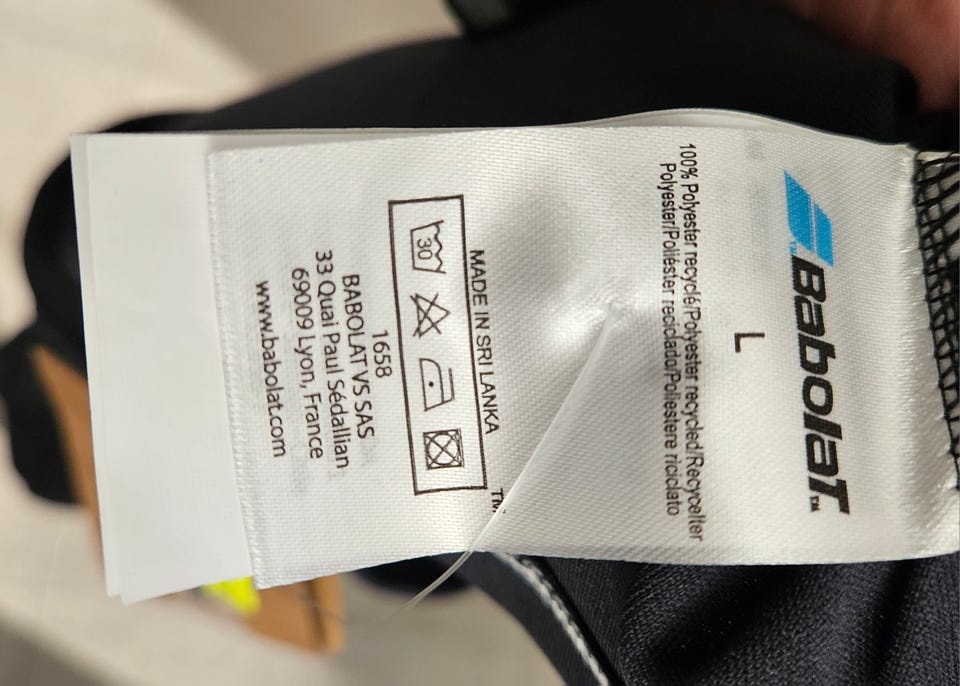 BaBolaT™
L
100% Polyester recyclé/Polyester recycled/Recycelter
Polyester/Poliéster reciclado/Poliestere riciclato
MADE IN SRI LANKA
TM
30
1658
BABOLAT VS SAS
33 Quai Paul Sédallian
69009 Lyon, France
www.babolat.com